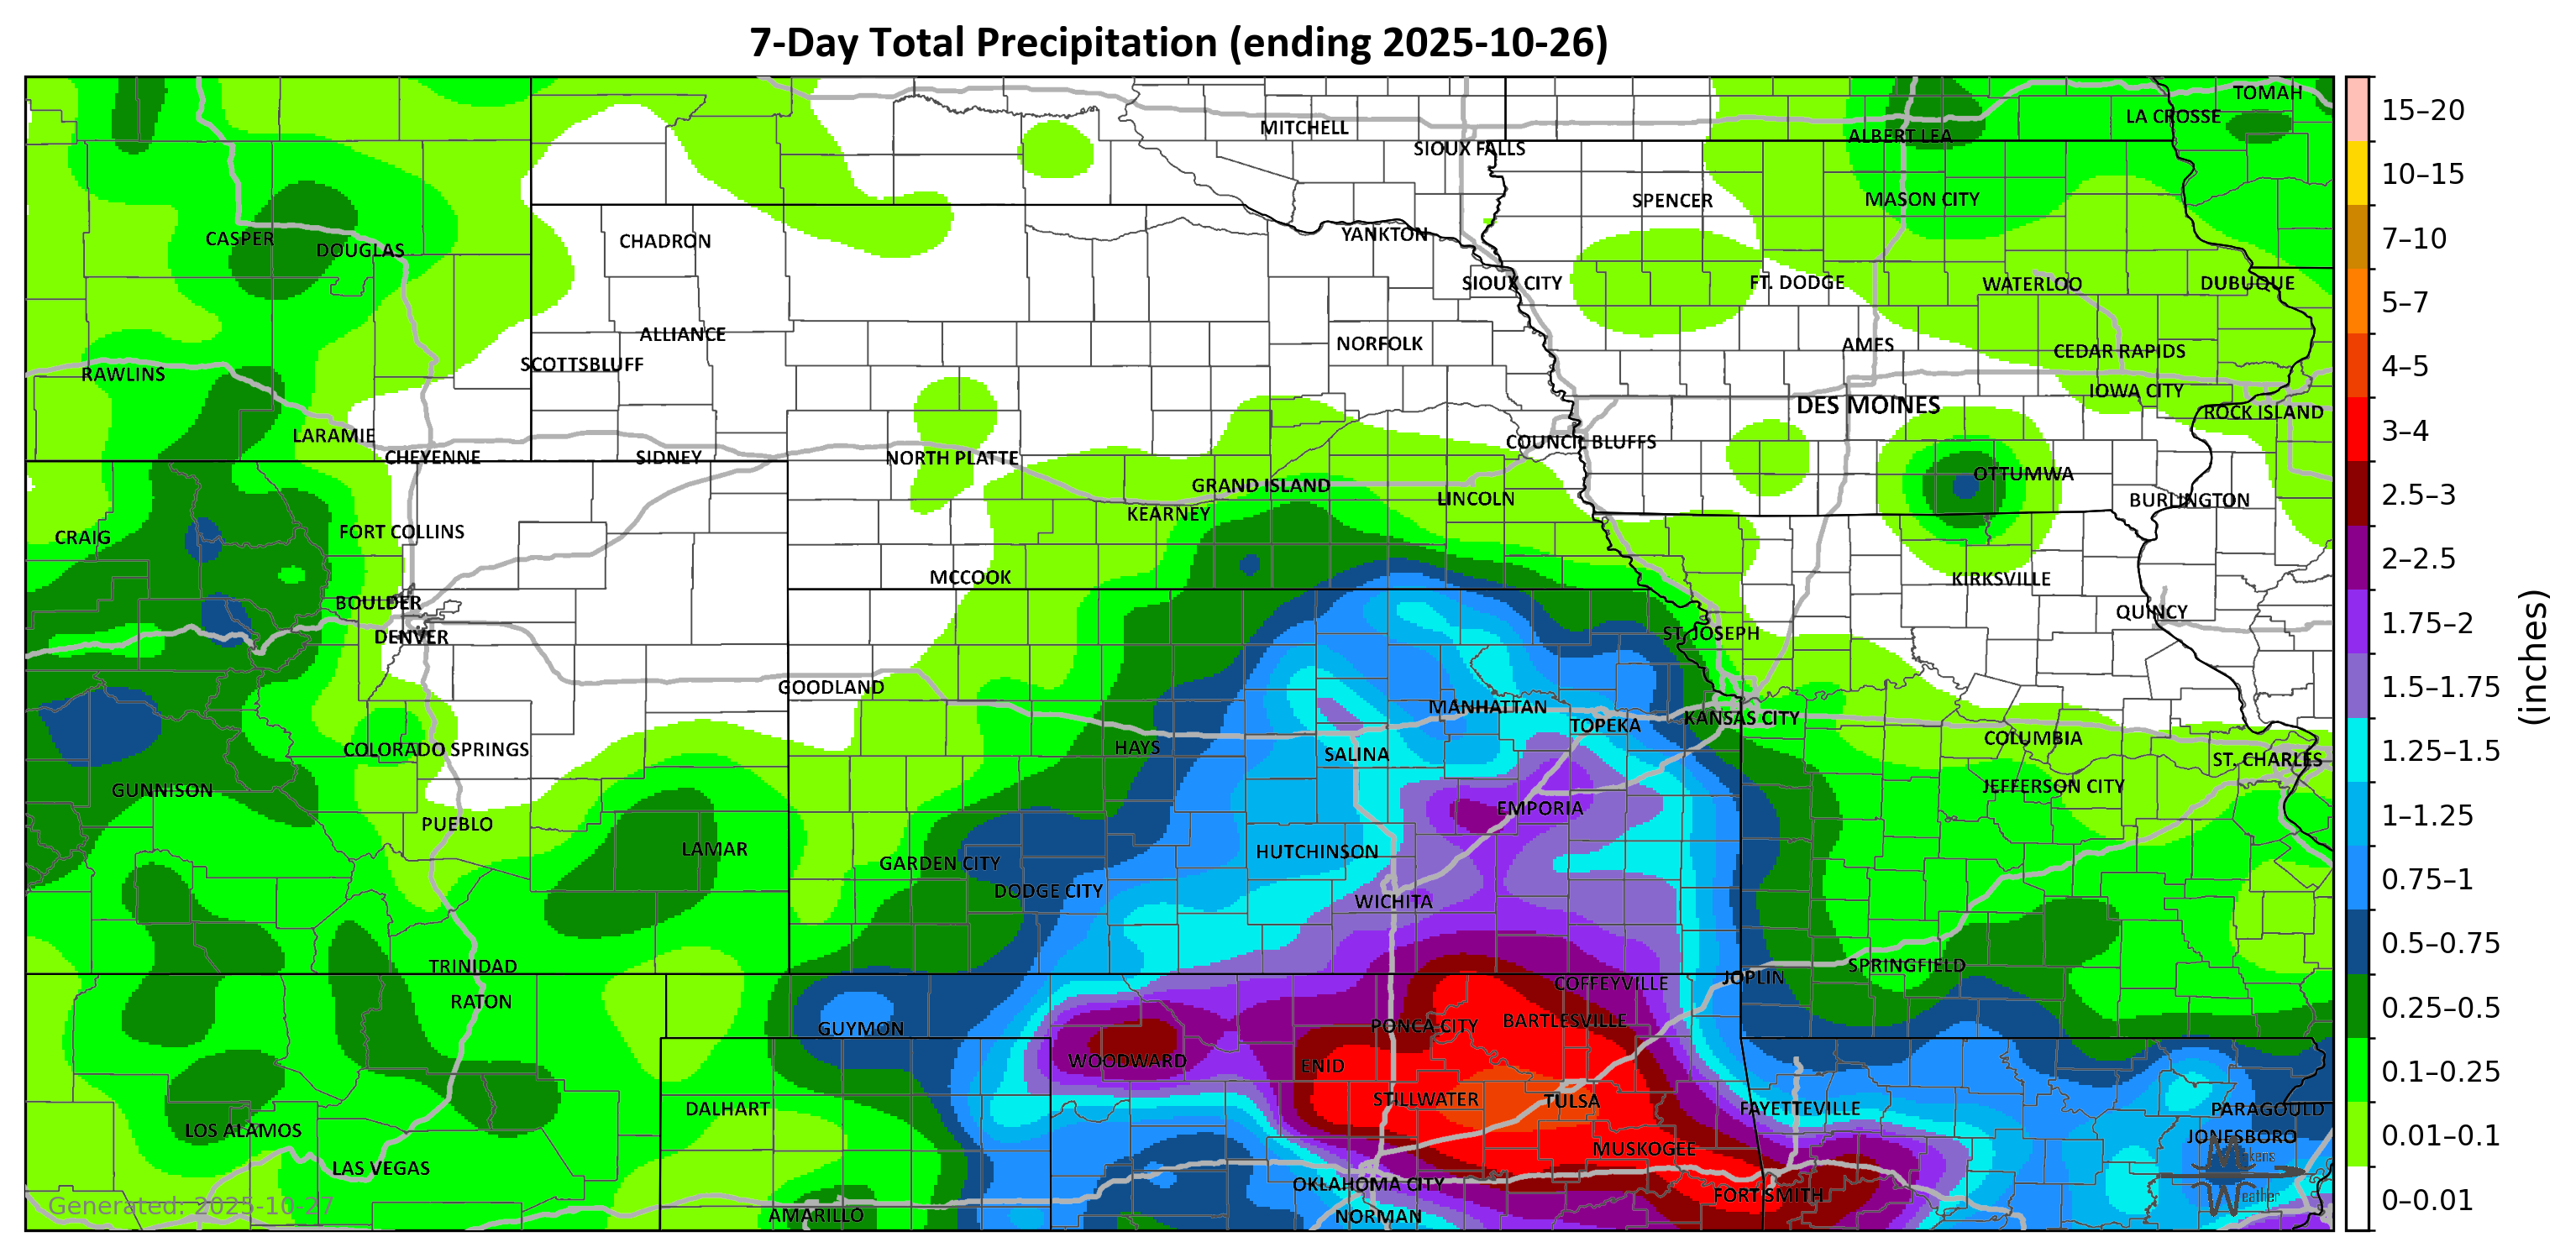 7-Day Total Precipitation (ending 2025-10-26)
TOMAH
LA CROSSE
MITCHELL
ALBERT LEA
SIOUX FALLS
SPENCER
MASON CITY
CASPER
DOUGLAS
CHADRON
YANKTON
SIOUX CITY
FT. DODGE
WATERLOO
DUBUQUE
ALLIANCE
NORFOLK
AMES
CEDAR RAPIDS
SCOTTSBLUFF
RAWLINS
IOWA CITY
DES MOINES
ROCK ISLAND
LARAMIE
COUNCIL BLUFFS
CHEYENNE
SIDNEY
NORTH PLATTE
OTTUMWA
GRAND ISLAND
LINCOLN
BURLINGTON
KEARNEY
CRAIG
FORT COLLINS
MCCOOK
KIRKSVILLE
BOULDER
QUINCY
DENVER
ST. JOSEPH
GOODLAND
MANHATTAN
TOPEKA
KANSAS CITY
COLORADO SPRINGS
HAYS
SALINA
COLUMBIA
ST. CHARLES
GUNNISON
JEFFERSON CITY
EMPORIA
PUEBLO
LAMAR
GARDEN CITY
HUTCHINSON
DODGE CITY
WICHITA
TRINIDAD
SPRINGFIELD
JOPLIN
COFFEYVILLE
RATON
GUYMON
PONCA CITY
BARTLESVILLE
WOODWARD
ENID
STILLWATER
TULSA
DALHART
FAYETTEVILLE
PARAGOULD
LOS ALAMOS
JONESBORO
MUSKOGEE
LAS VEGAS
OKLAHOMA CITY
FORT SMITH
AMARILLO
NORMAN
Generated: 2025-10-27
Weather
15–20
10–15
7–10
5–7
4–5
3–4
2.5–3
2–2.5
1.75–2
1.5–1.75
1.25–1.5
1–1.25
0.75–1
0.5–0.75
0.25–0.5
0.1–0.25
0.01–0.1
0–0.01
(inches)